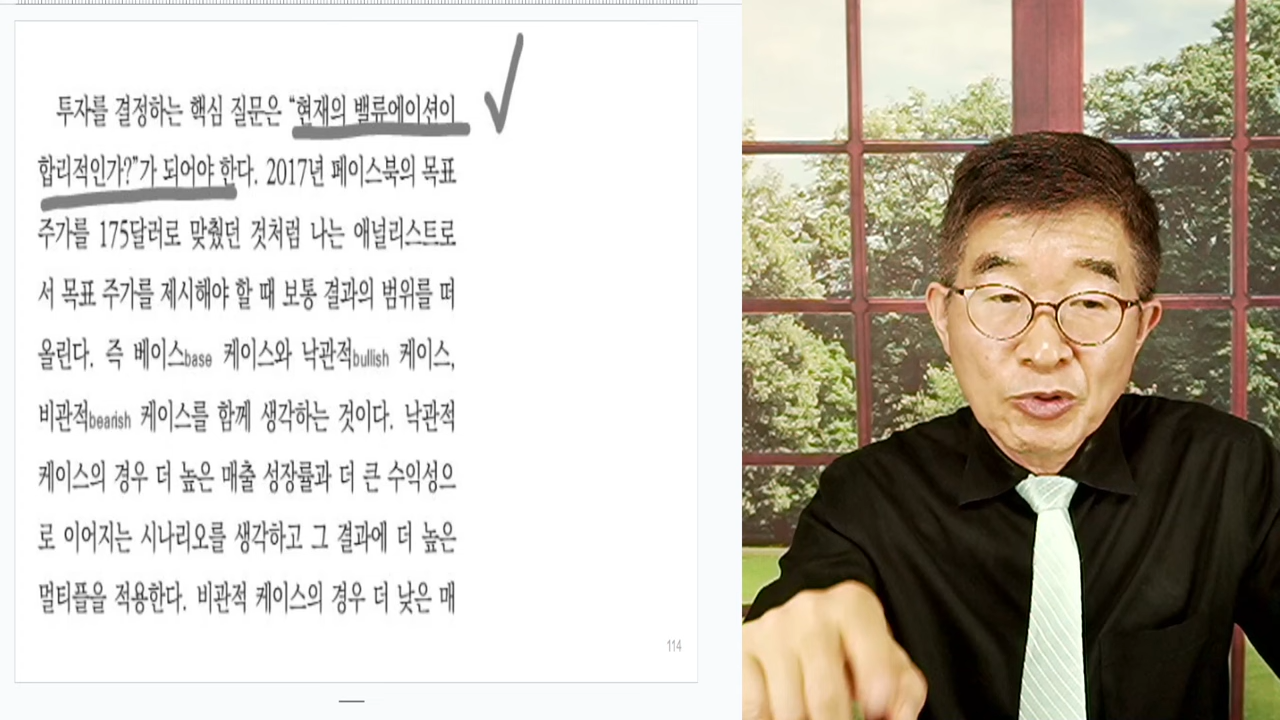 투자를 결정하는 핵심 질문은 “현재의 밸류에이션이
합리적인가?”가 되어야 한다. 2017년 페이스북의 목표
주가를 175달러로 맞췄던 것처럼 나는 애널리스트로
서 목표 주가를 제시해야 할 때 보통 결과의 범위를 떠
올린다. 즉 베이스base 케이스와 낙관적bullish 케이스,
비관적bearish 케이스를 함께 생각하는 것이다. 낙관적
케이스의 경우 더 높은 매출 성장률과 더 큰 수익성으
로 이어지는 시나리오를 생각하고 그 결과에 더 높은
멀티플을 적용한다. 비관적 케이스의 경우 더 낮은 매
114